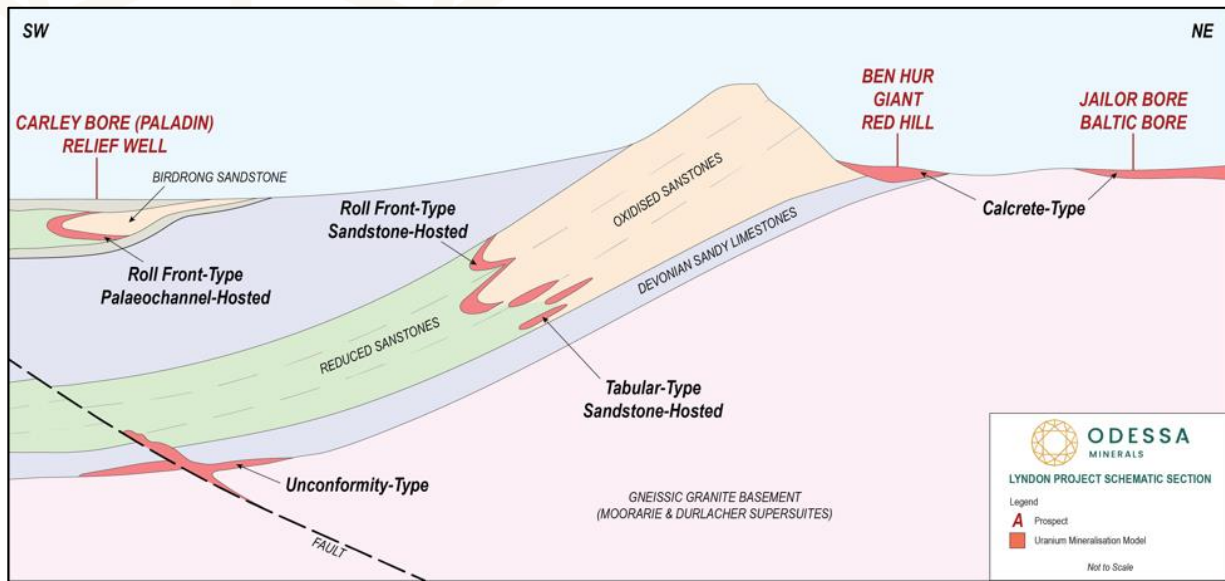 SW
NE
CARLEY BORE (PALADIN)
RELIEF WELL
BIRDRONG SANDSTONE
Roll Front-Type
Palaeochannel-Hosted
Roll Front-Type
Sandstone-Hosted
OXIDISED SANSTONES
REDUCED SANSTONES
DEVONIAN SANDY LIMESTONES
BEN HUR
GIANT
RED HILL
JAILOR BORE
BALTIC BORE
Calcrete-Type
Tabular-Type
Sandstone-Hosted
Unconformity-Type
FAULT
GNEISSIC GRANITE BASEMENT
(MOORARIE & DURLACHER SUPERSUITES)
ODESSA
MINERALS
LYNDON PROJECT SCHEMATIC SECTION
Legend
A Prospect
Uranium Mineralisation Model
Not to Scale